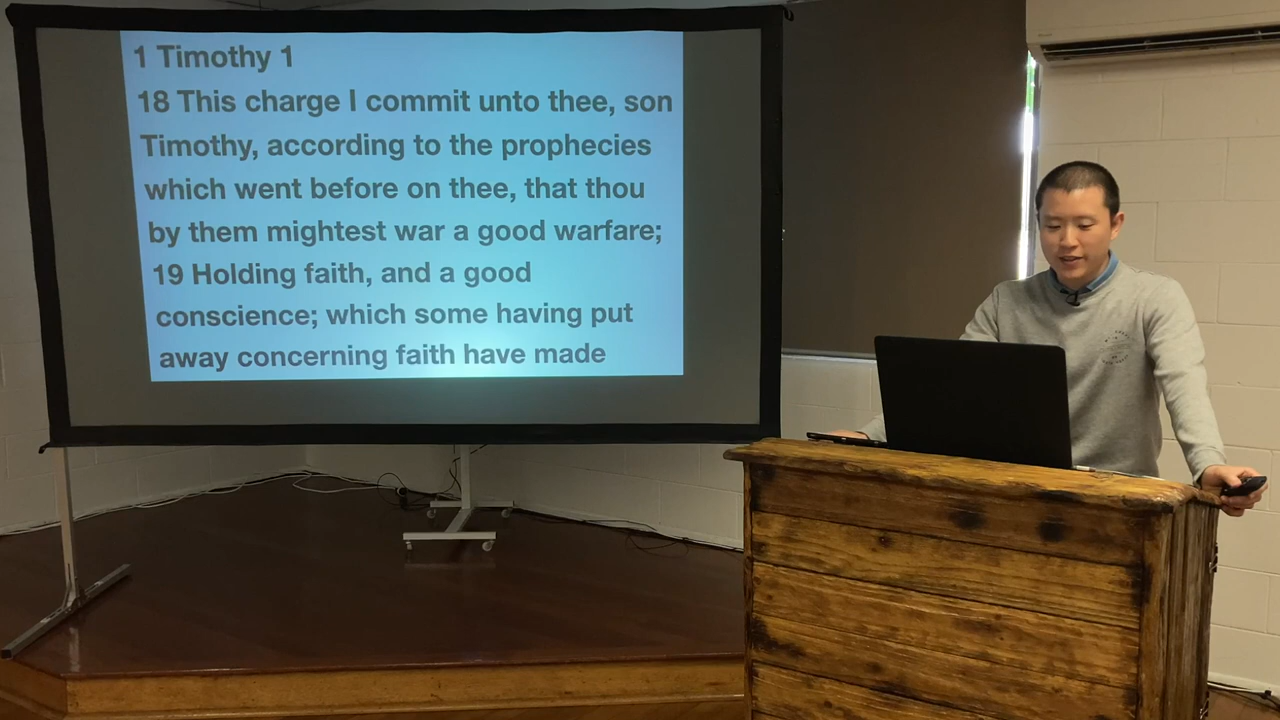 1 Timothy 1
18 This charge I commit unto thee, son
Timothy, according to the prophecies
which went before on thee, that thou
by them mightest war a good warfare;
19 Holding faith, and a good
conscience; which some having put
away concerning faith have made